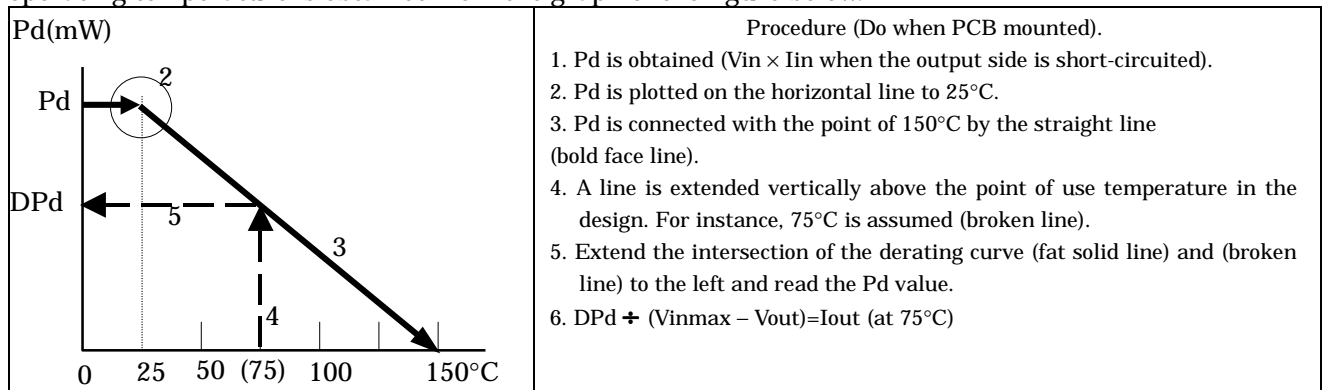 Pd(mW)
2
Pd
DPd
5
3
4
0 25 50 (75) 100 150°C
Procedure (Do when PCB mounted).
1. Pd is obtained (Vin × Iin when the output side is short-circuited).
2. Pd is plotted on the horizontal line to 25°C.
3. Pd is connected with the point of 150°C by the straight line
(bold face line).
4. A line is extended vertically above the point of use temperature in the
design. For instance, 75°C is assumed (broken line).
5. Extend the intersection of the derating curve (fat solid line) and (broken
line) to the left and read the Pd value.
6. DPd ÷ (Vinmax – Vout)=Iout (at 75°C)